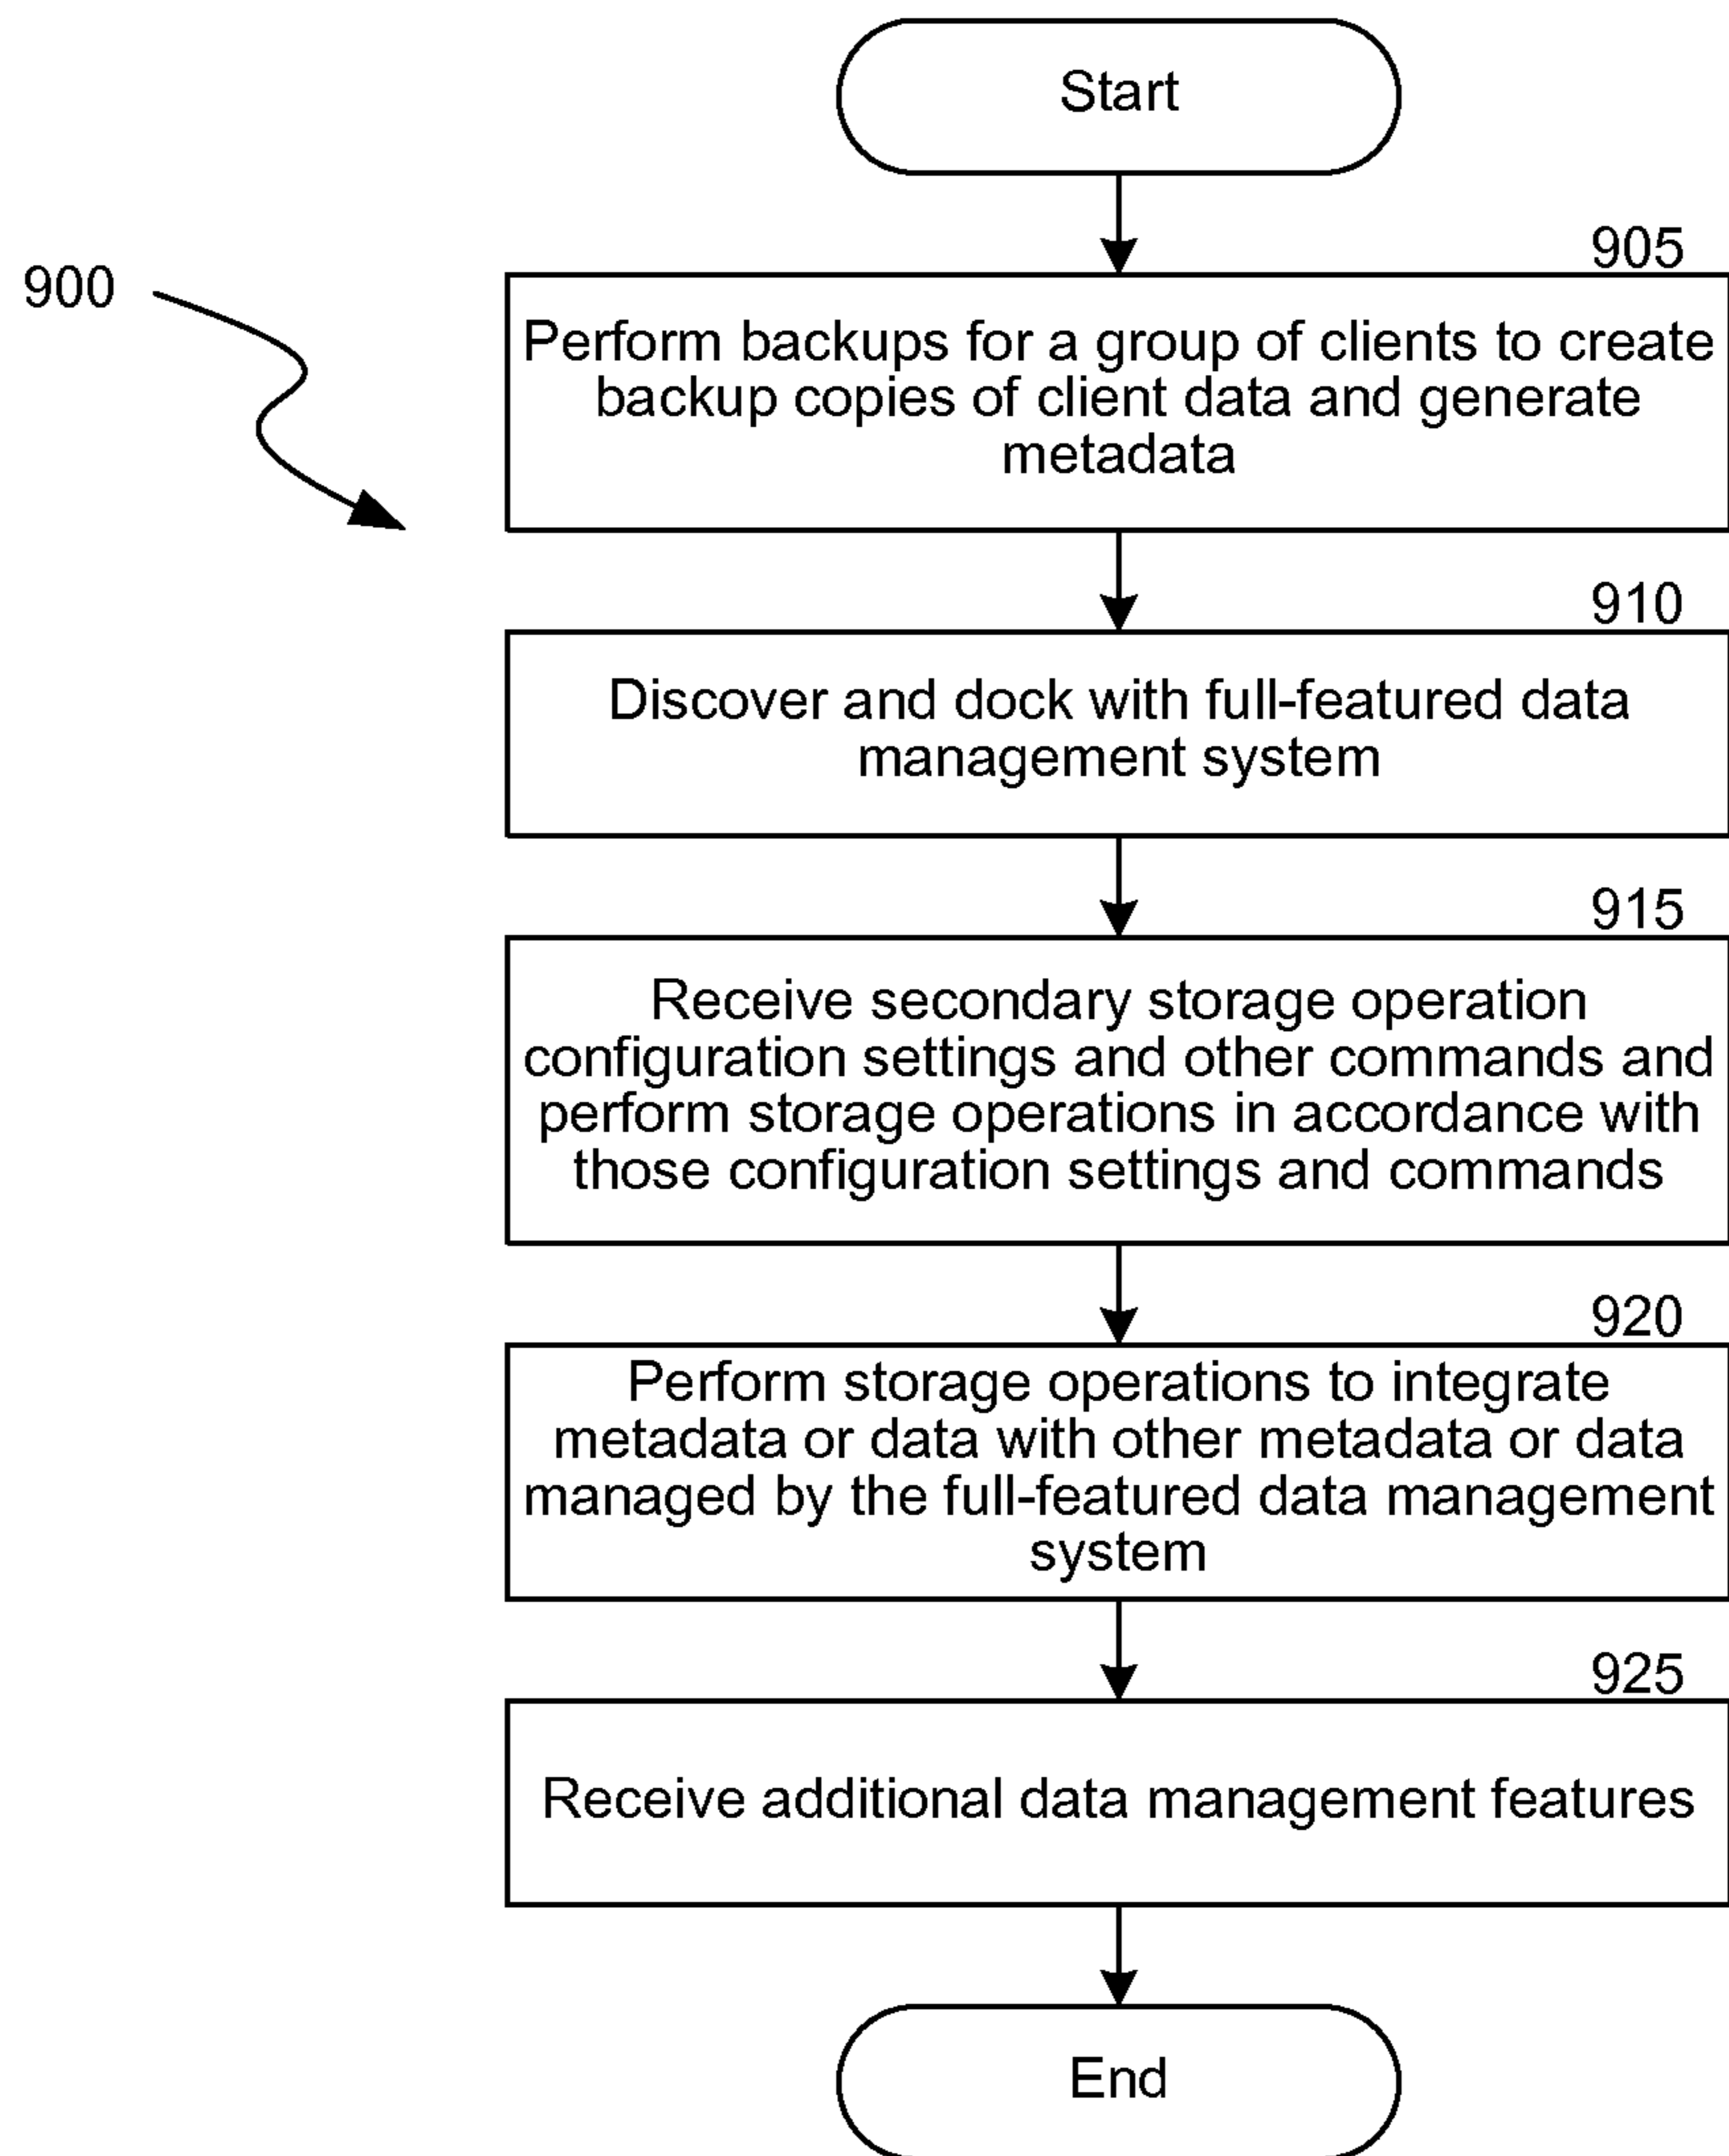 Start
900
905
Perform backups for a group of clients to create
backup copies of client data and generate
metadata
910
Discover and dock with full-featured data
management system
915
Receive secondary storage operation
configuration settings and other commands and
perform storage operations in accordance with
those configuration settings and commands
920
Perform storage operations to integrate
metadata or data with other metadata or data
managed by the full-featured data management
system
925
Receive additional data management features
End